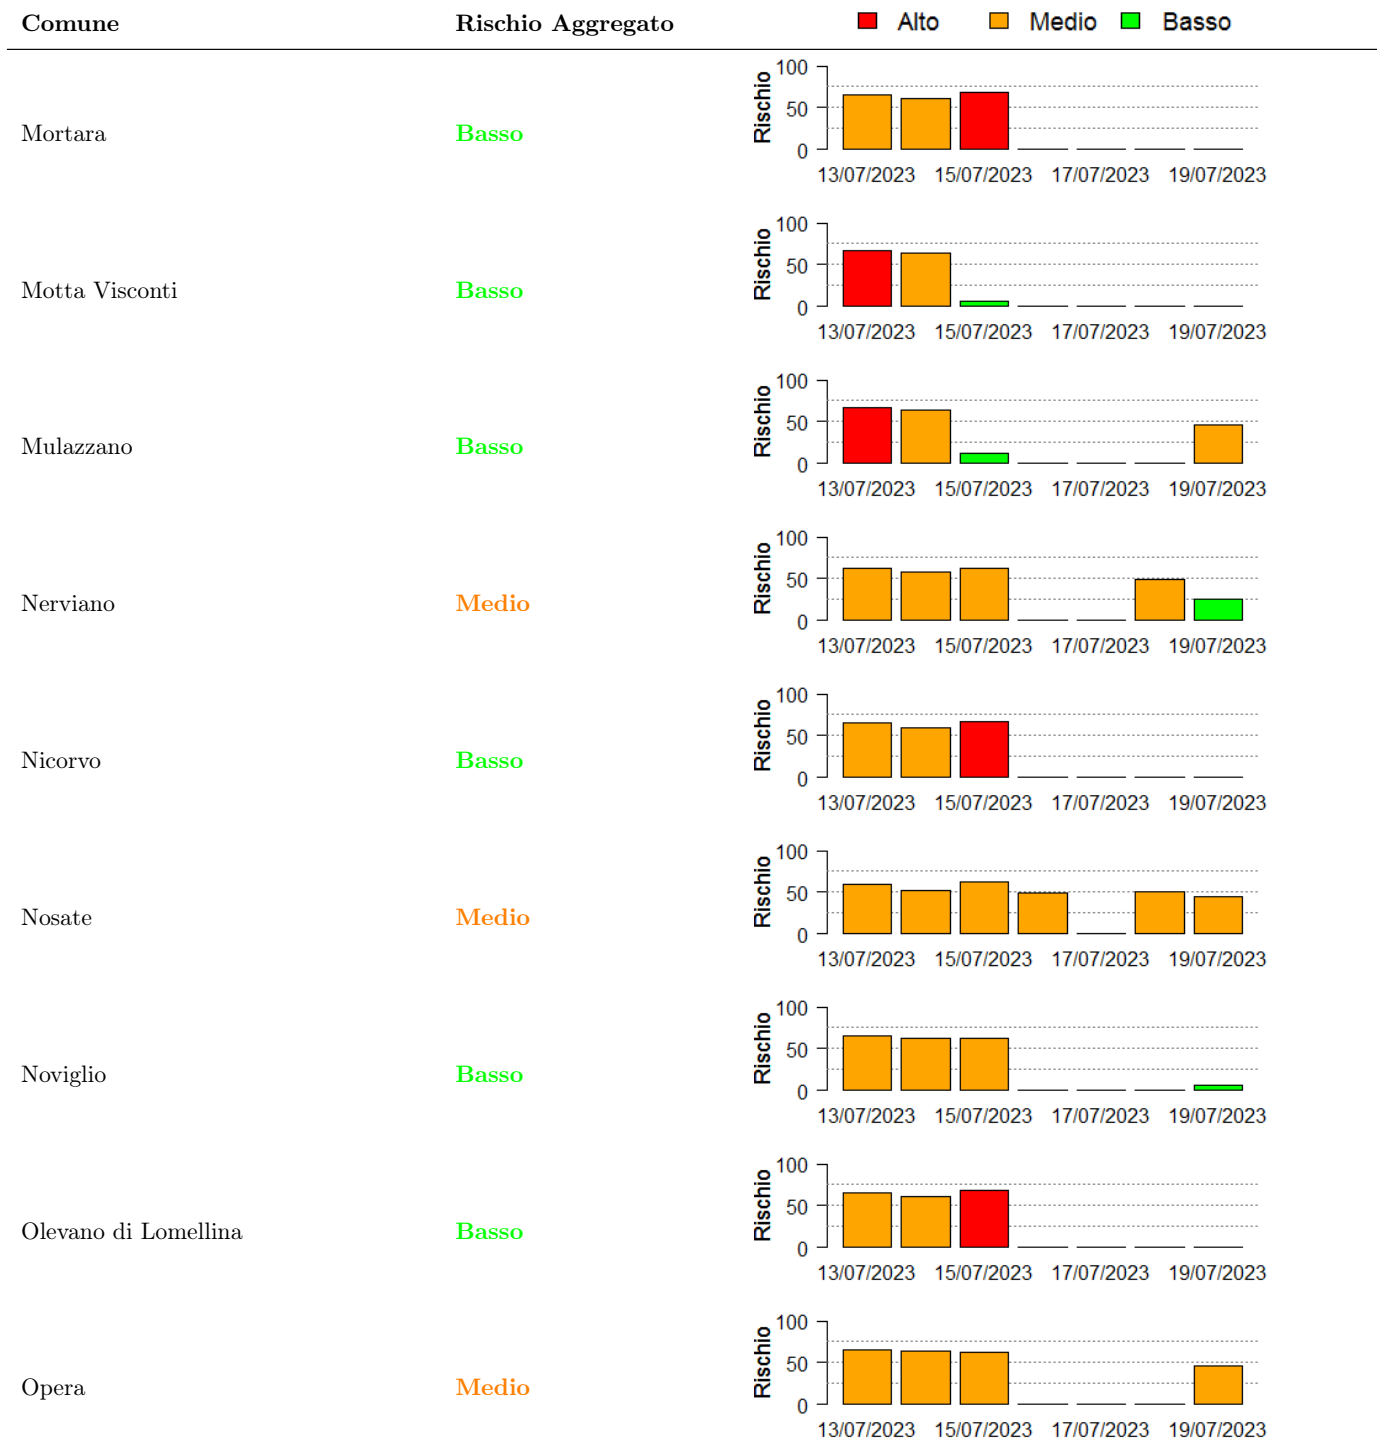 Comune Rischio Aggregato Alto Medio Basso
Mortara Basso
Rischio
100
50
0
13/07/2023 15/07/2023 17/07/2023 19/07/2023
Motta Visconti Basso
Rischio
100
50
0
13/07/2023 15/07/2023 17/07/2023 19/07/2023
Mulazzano Basso
Rischio
100
50
0
13/07/2023 15/07/2023 17/07/2023 19/07/2023
Nerviano Medio
Rischio
100
50
0
13/07/2023 15/07/2023 17/07/2023 19/07/2023
Nicorvo Basso
Rischio
100
50
0
13/07/2023 15/07/2023 17/07/2023 19/07/2023
Nosate Medio
Rischio
100
50
0
13/07/2023 15/07/2023 17/07/2023 19/07/2023
Noviglio Basso
Rischio
100
50
0
13/07/2023 15/07/2023 17/07/2023 19/07/2023
Olevano di Lomellina Basso
Rischio
100
50
0
13/07/2023 15/07/2023 17/07/2023 19/07/2023
Opera Medio
Rischio
100
50
0
13/07/2023 15/07/2023 17/07/2023 19/07/2023